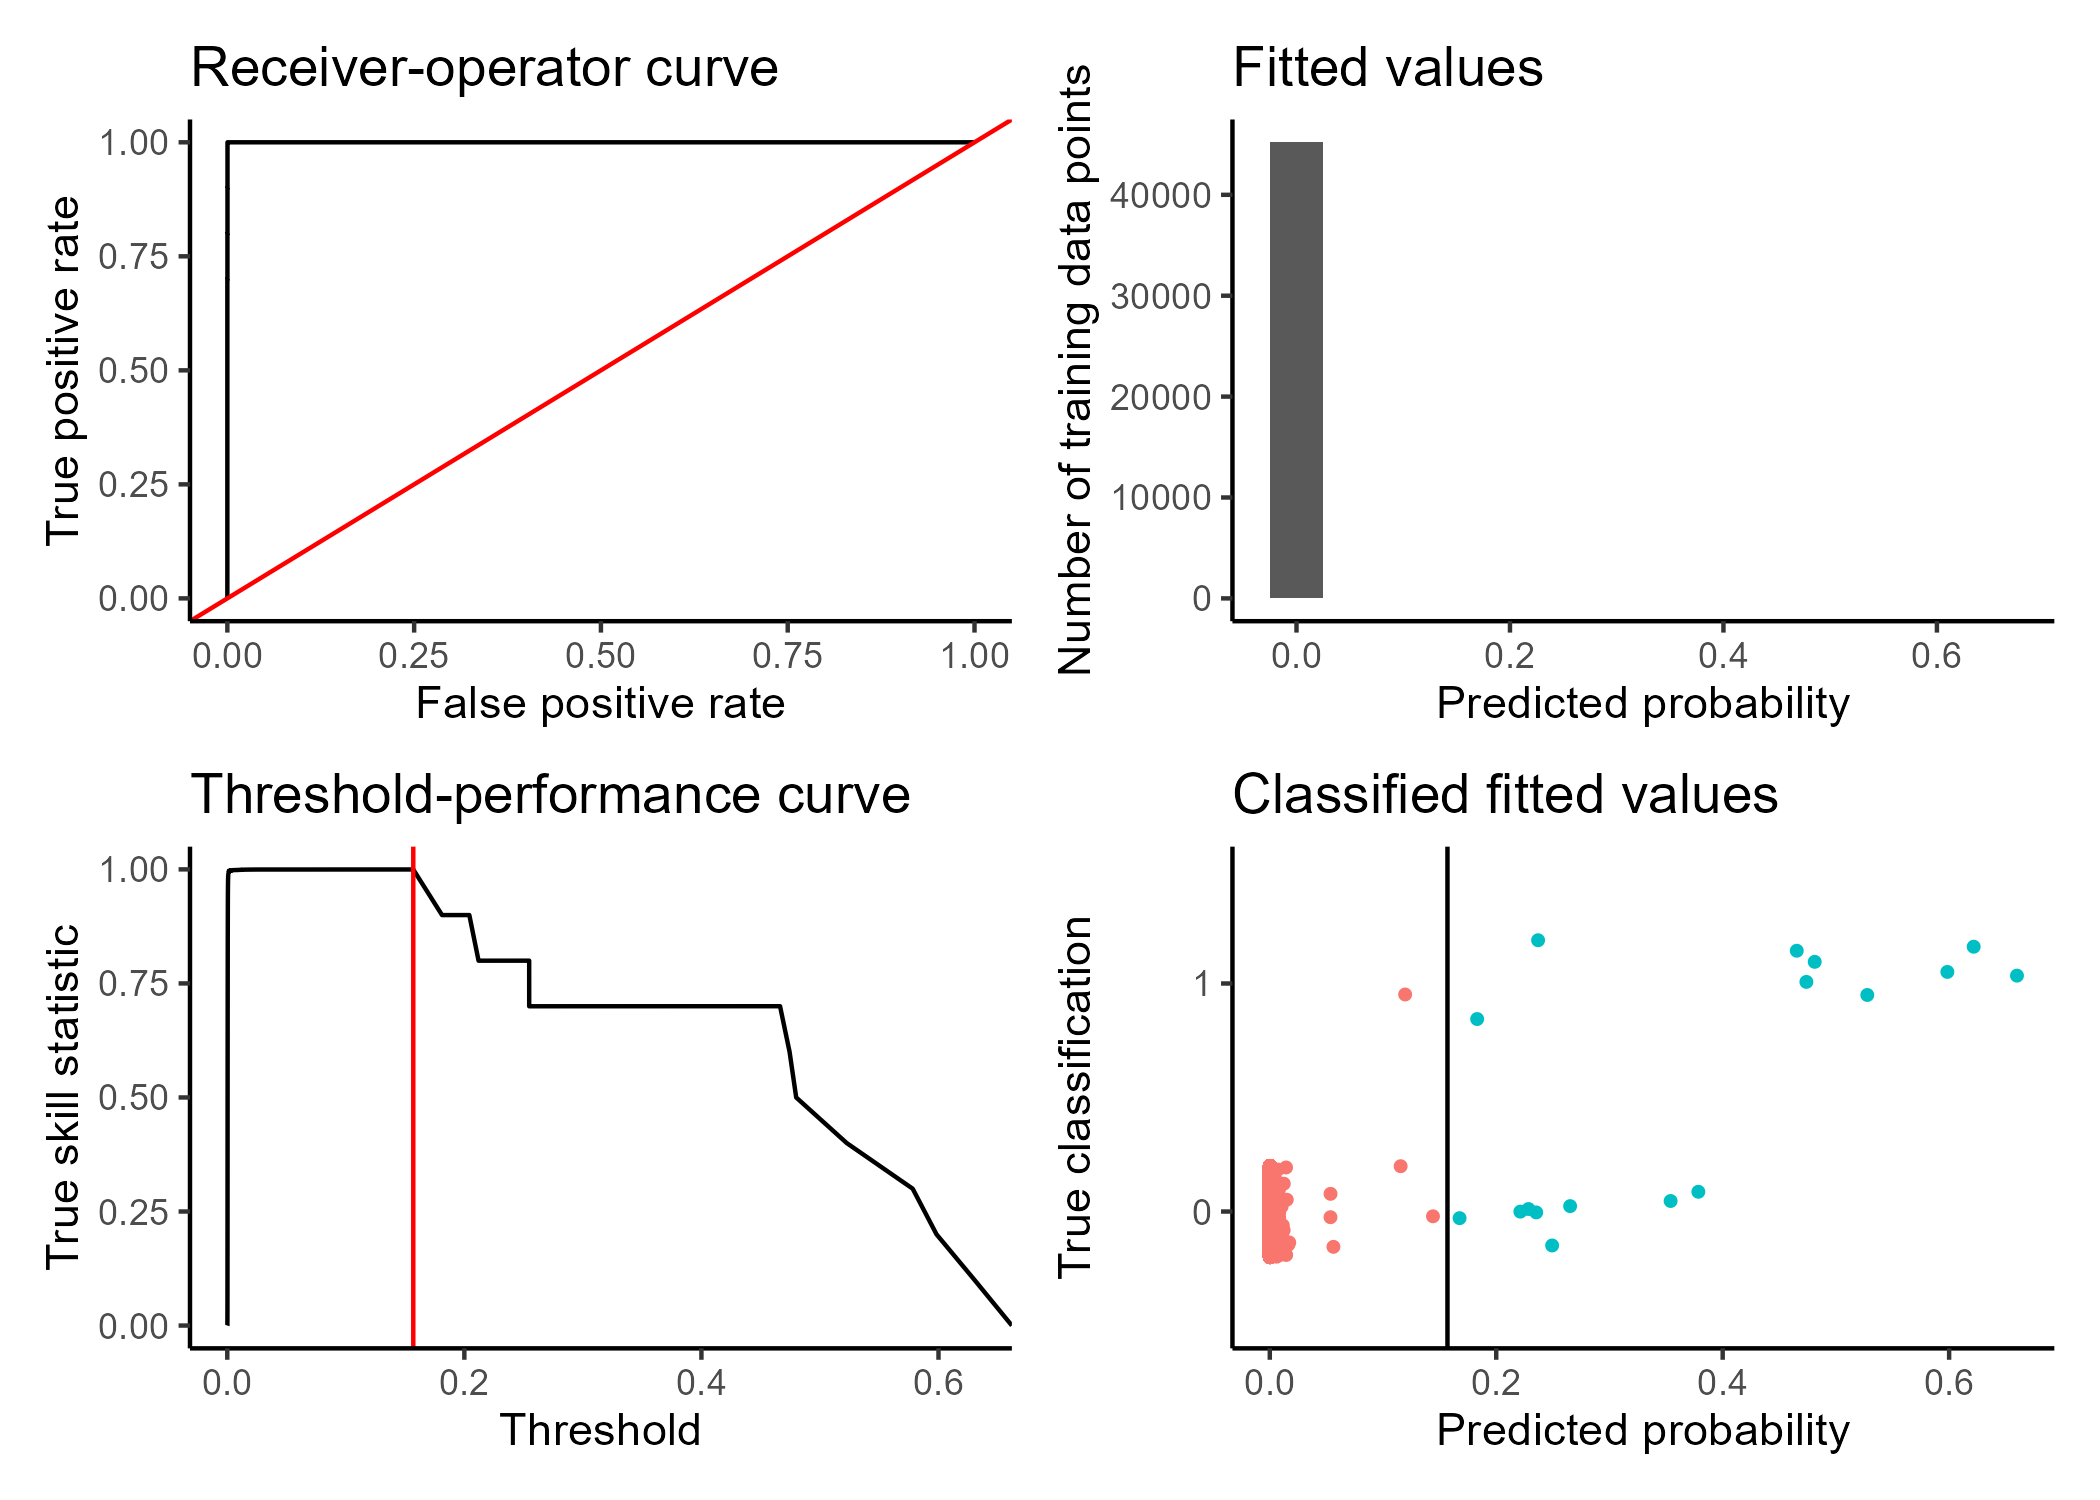 Receiver-operator curve
True positive rate
1.00
0.75
0.50
0.25
0.00
0.00 0.25 0.50 0.75 1.00
False positive rate
Fitted values
Number of training data points
40000
30000
20000
10000
0
0.0 0.2 0.4 0.6
Predicted probability
Threshold-performance curve
True skill statistic
1.00
0.75
0.50
0.25
0.00
0.0 0.2 0.4 0.6
Threshold
Classified fitted values
True classification
1
0
0.0 0.2 0.4 0.6
Predicted probability